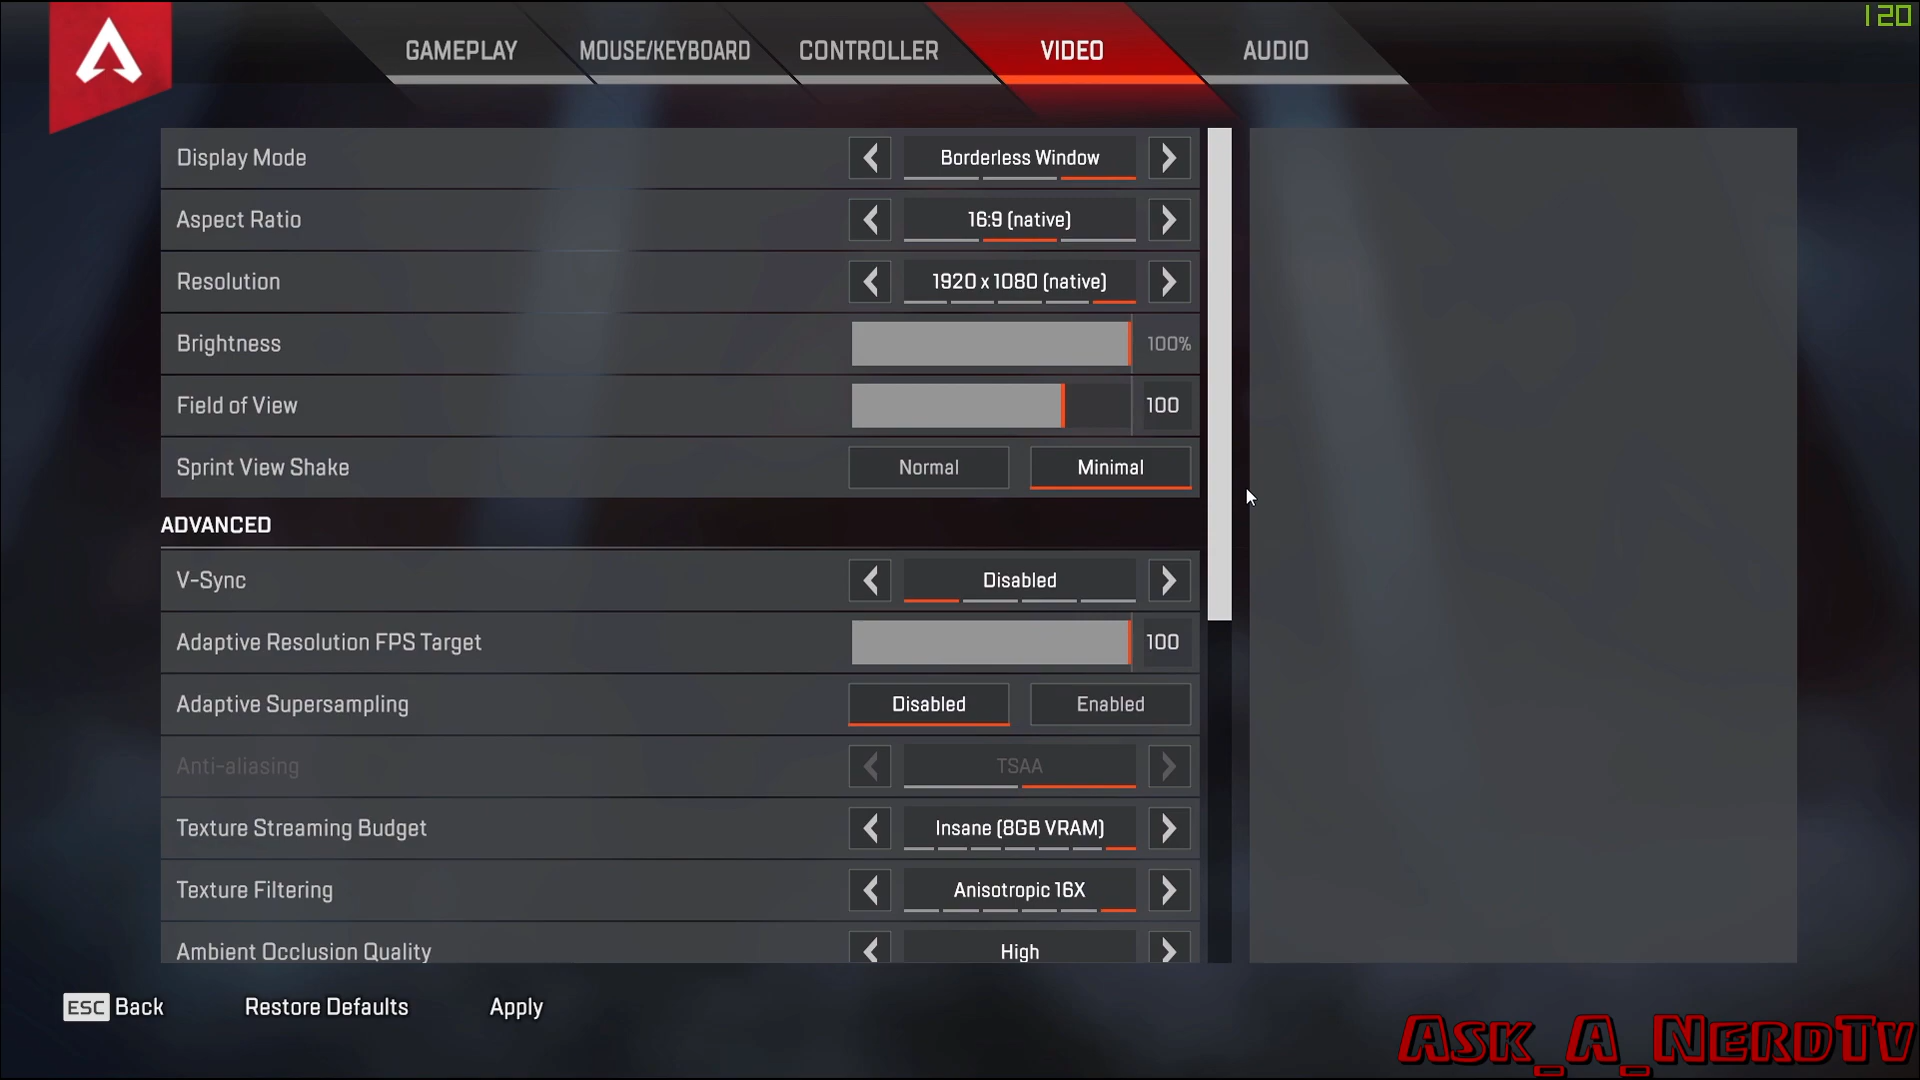 120
GAMEPLAY
MOUSE/KEYBOARD
CONTROLLER
VIDEO
AUDIO
Display Mode
Borderless Window
Aspect Ratio
16:9 (native)
Resolution
1920 x 1080 (native)
Brightness
100%
Field of View
100
Sprint View Shake
Normal
Minimal
ADVANCED
V-Sync
Disabled
Adaptive Resolution FPS Target
100
Adaptive Supersampling
Disabled
Enabled
Anti-aliasing
TSAA
Texture Streaming Budget
Insane (8GB VRAM)
Texture Filtering
Anisotropic 16X
Ambient Occlusion Quality
High
ESC Back
Restore Defaults
Apply
Ask_A_NerdTv